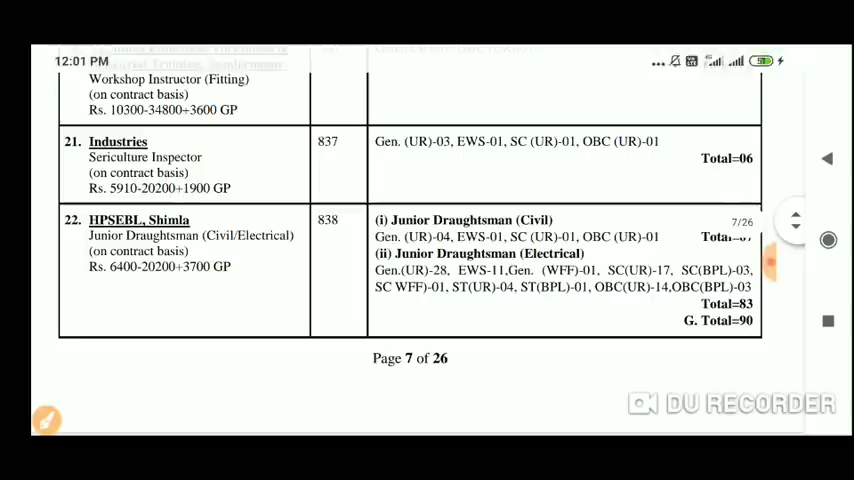 12:01 PM
Workshop Instructor (Fitting)
(on contract basis)
Rs. 10300-34800+3600 GP
21. Industries
Sericulture Inspector
(on contract basis)
Rs. 5910-20200+1900 GP
837
Gen. (UR)-03, EWS-01, SC (UR)-01, OBC (UR)-01
Total=06
22. HPSEBL, Shimla
Junior Draughtsman (Civil/Electrical)
(on contract basis)
Rs. 6400-20200+3700 GP
838
(i) Junior Draughtsman (Civil)
7/26
Gen. (UR)-04, EWS-01, SC (UR)-01, OBC (UR)-01
(ii) Junior Draughtsman (Electrical)
Gen.(UR)-28, EWS-11,Gen. (WFF)-01, SC(UR)-17, SC(BPL)-03,
SC WFF)-01, ST(UR)-04, ST(BPL)-01, OBC(UR)-14,OBC(BPL)-03
Total=83
G. Total=90
Page 7 of 26
DU RECORDER